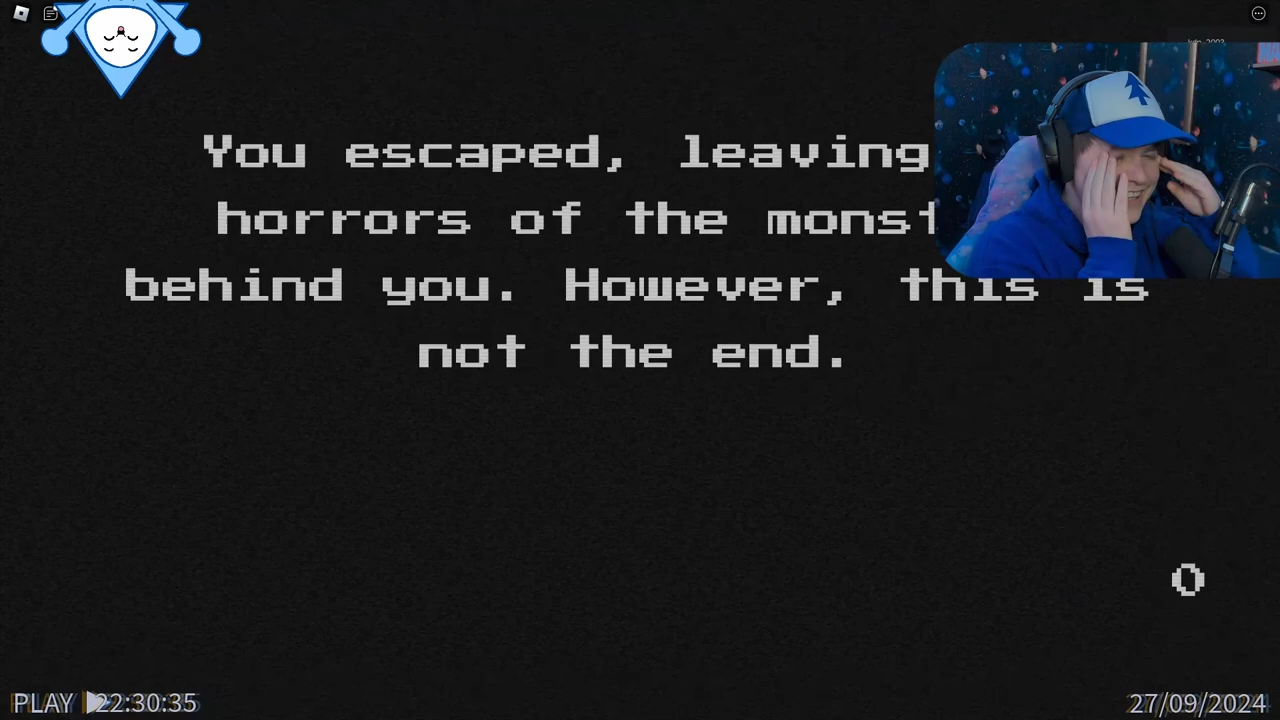 You escaped, leaving
horrors of the
behind you. However, this is
not the end.
0
PLAY 22:30:35
27/09/2024